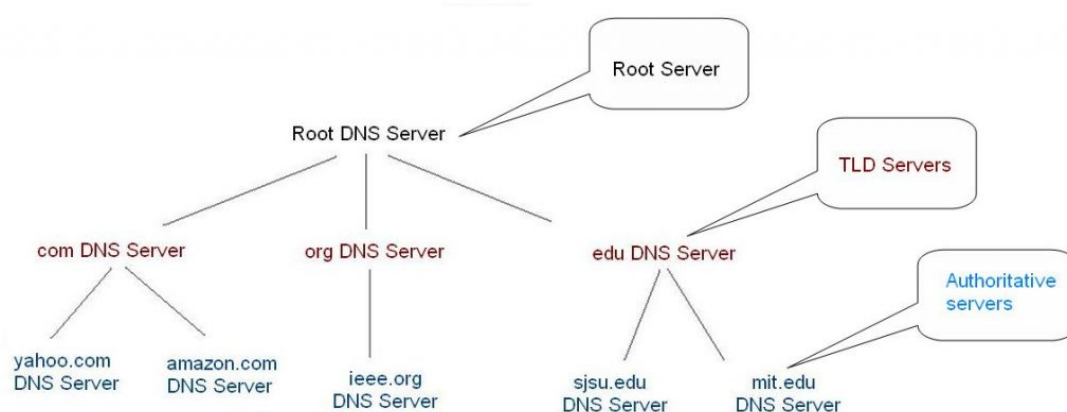 Root Server
Root DNS Server
TLD Servers
com DNS Server
org DNS Server
edu DNS Server
Authoritative
servers
yahoo.com
DNS Server
amazon.com
DNS Server
ieee.org
DNS Server
sjsu.edu
DNS Server
mit.edu
DNS Server